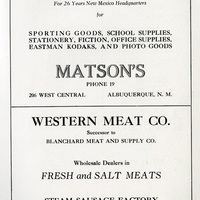 For 26 Years New Mexico Headquarters
for
SPORTING GOODS, SCHOOL SUPPLIES,
STATIONERY, FICTION, OFFICE SUPPLIES,
EASTMAN KODAKS, AND PHOTO GOODS
MATSON'S
PHONE 19
206 WEST CENTRAL ALBUQUERQUE, N. M.
WESTERN MEAT CO.
Successor to
BLANCHARD MEAT AND SUPPLY CO.
Wholesale Dealers in
FRESH and SALT MEATS
STEAM SAUSAGE FACTORY